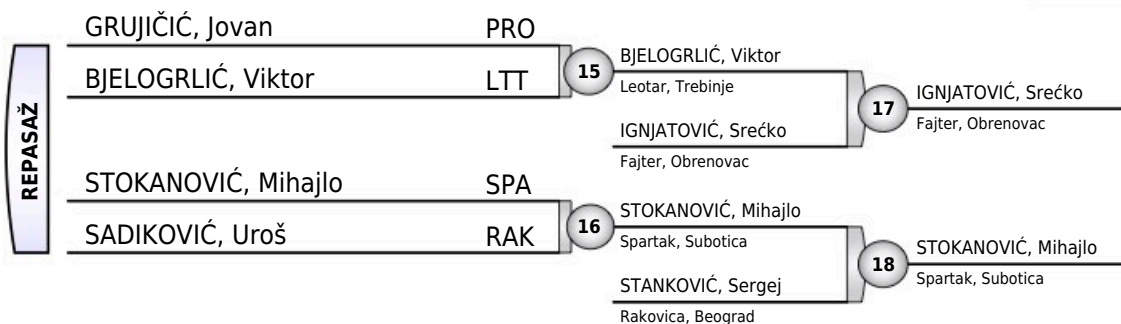 REPASAŽ
GRUJIČIĆ, Jovan PRO
BJELOGRLIĆ, Viktor LTT
15
BJELOGRLIĆ, Viktor
Leotar, Trebinje
IGNJATOVIĆ, Srećko
Fajter, Obrenovac
17
IGNJATOVIĆ, Srećko
Fajter, Obrenovac
STOKANOVIĆ, Mihajlo SPA
SADIKOVIĆ, Uroš RAK
16
STOKANOVIĆ, Mihajlo
Spartak, Subotica
STANKOVIĆ, Sergej
Rakovica, Beograd
18
STOKANOVIĆ, Mihajlo
Spartak, Subotica